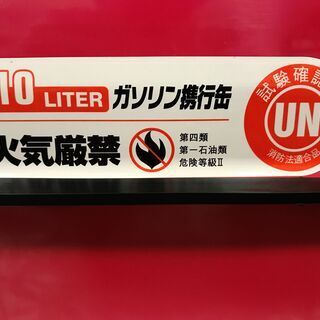 10 LITER ガソリン携行缶
火気厳禁
第四類
第一石油類
危険等級Ⅱ
試験確認
UN
消防法適合品